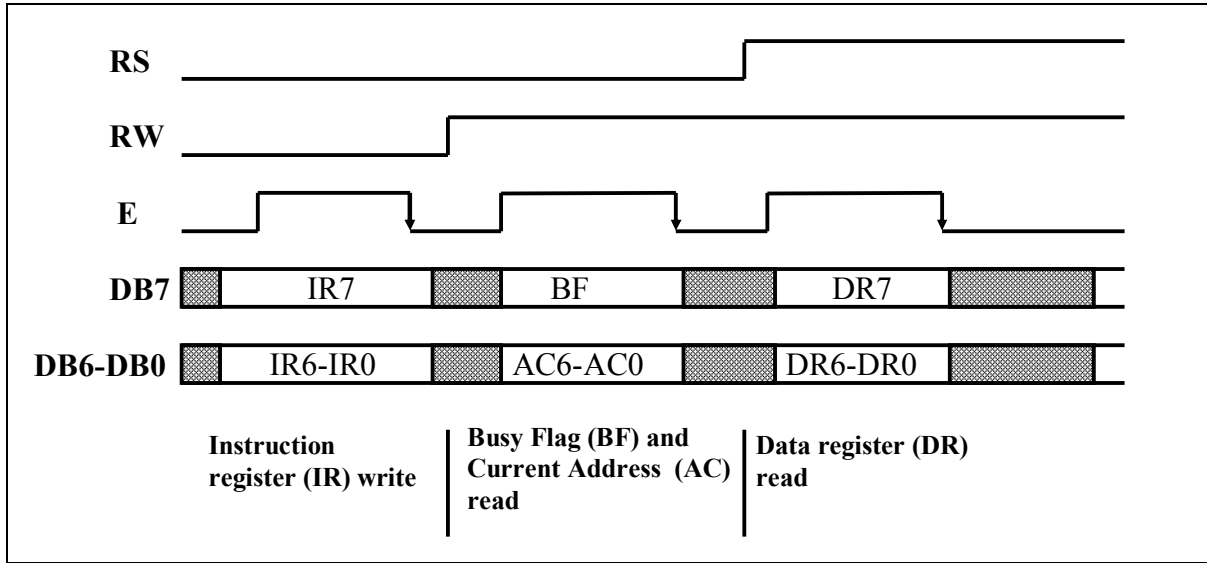 RS
RW
E
DB7 IR7 BF DR7
DB6-DB0 IR6-IR0 AC6-AC0 DR6-DR0
Instruction
register (IR) write
Busy Flag (BF) and
Current Address (AC)
read
Data register (DR)
read